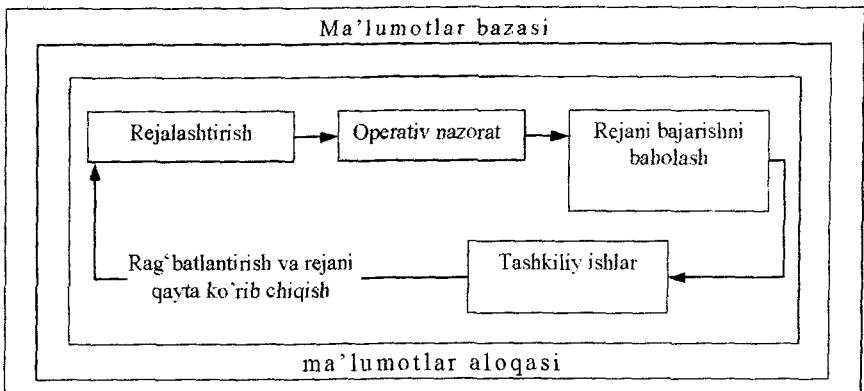 Ma'lumotlar bazasi
Rejalashtirish
Operativ nazorat
Rejani bajarishni
baholash
Rag‘batlantirish va rejani
qayta ko‘rib chiqish
Tashkiliy ishlar
ma'lumotlar aloqasi